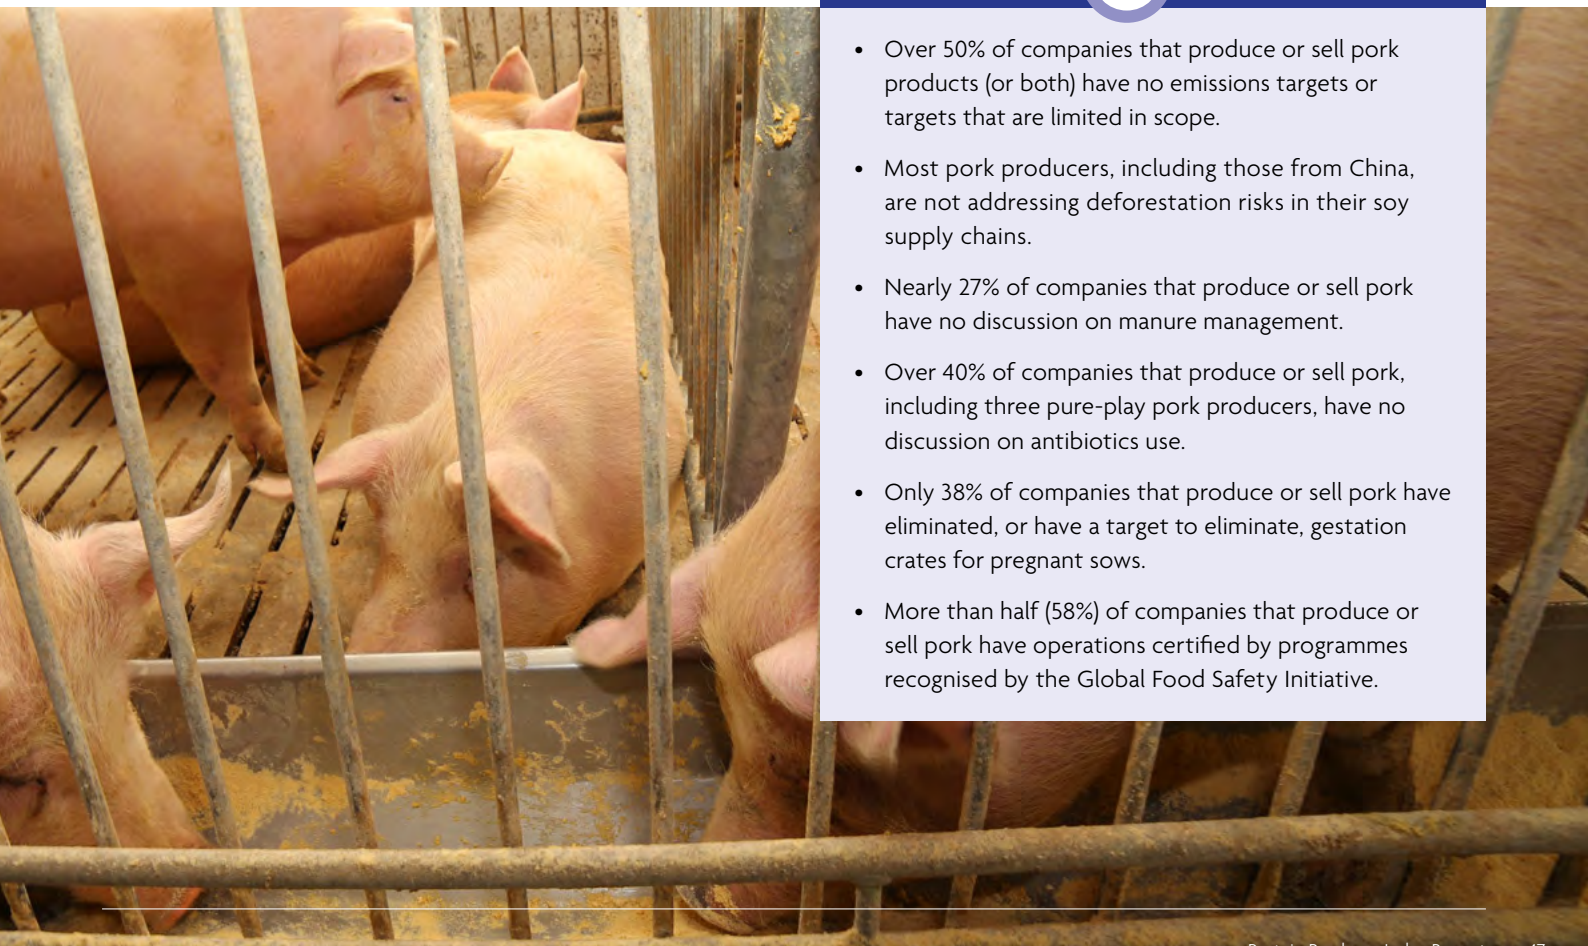 • Over 50% of companies that produce or sell pork
products (or both) have no emissions targets or
targets that are limited in scope.
• Most pork producers, including those from China,
are not addressing deforestation risks in their soy
supply chains.
• Nearly 27% of companies that produce or sell pork
have no discussion on manure management.
• Over 40% of companies that produce or sell pork,
including three pure-play pork producers, have no
discussion on antibiotics use.
• Only 38% of companies that produce or sell pork have
eliminated, or have a target to eliminate, gestation
crates for pregnant sows.
• More than half (58%) of companies that produce or
sell pork have operations certified by programmes
recognised by the Global Food Safety Initiative.